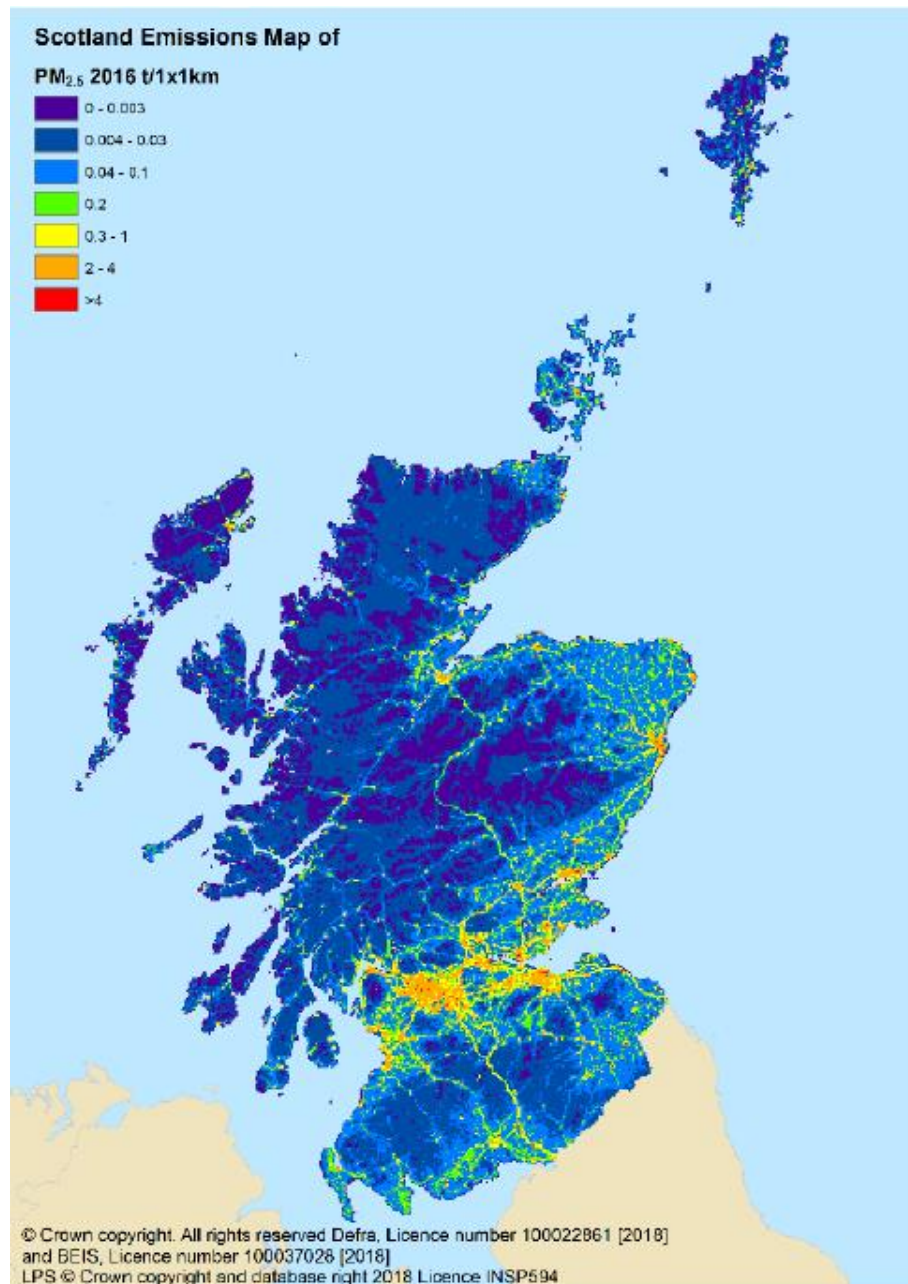 Scotland Emissions Map of
PM2.5 2016 t/1x1km
0 - 0.003
0.004 - 0.03
0.04 - 0.1
0.2
0.3 - 1
2 - 4
>4
© Crown copyright. All rights reserved Defra, Licence number 100022861 [2018]
and BEIS, Licence number 100037028 [2018]
LPS © Crown copyright and database right 2018 Licence INSP594